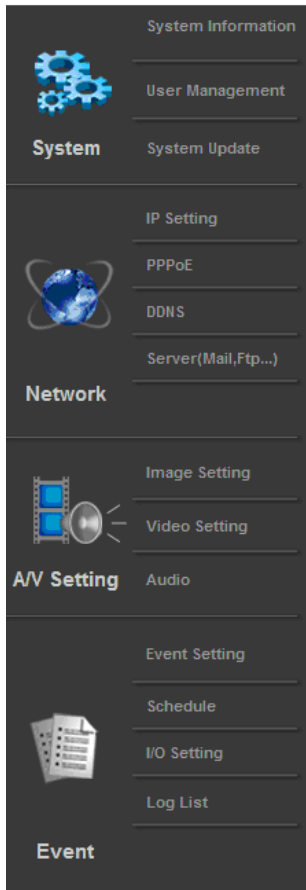 System Information
User Management
System
System Update
IP Setting
PPPoE
DDNS
Server(Mail,Ftp...)
Network
Image Setting
Video Setting
A/V Setting
Audio
Event Setting
Schedule
I/O Setting
Log List
Event